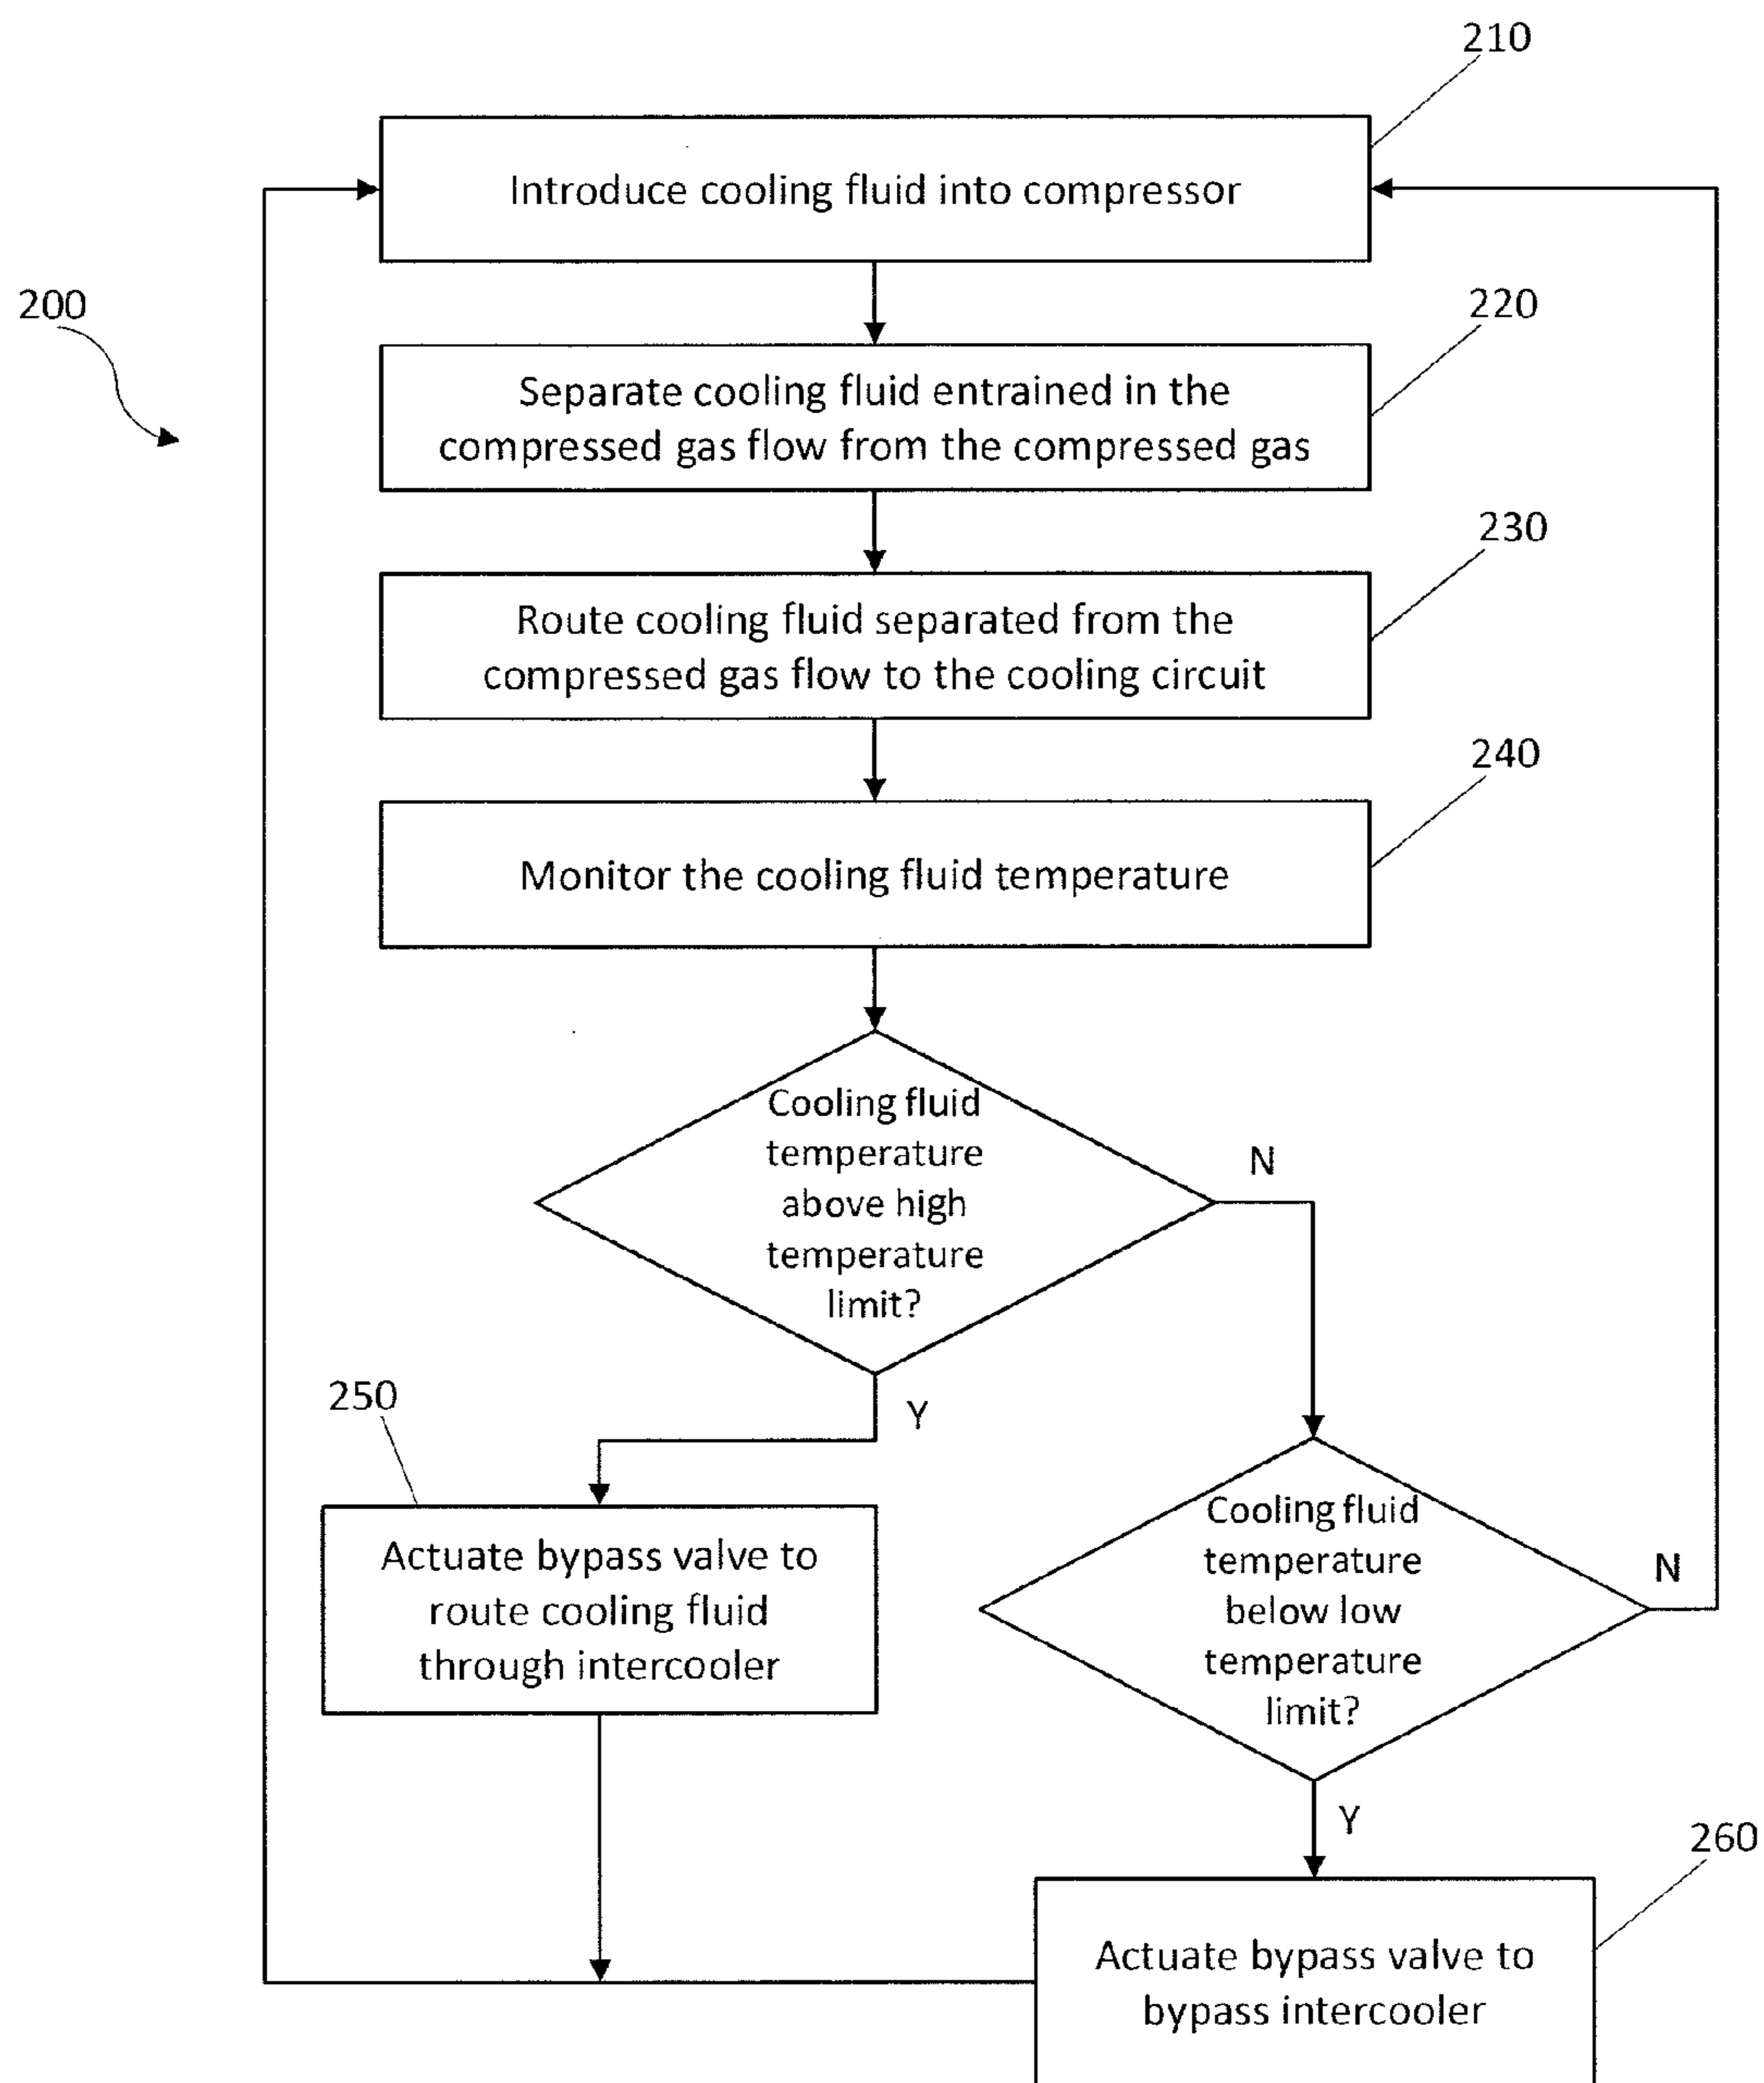 210
Introduce cooling fluid into compressor
200
220
Separate cooling fluid entrained in the
compressed gas flow from the compressed gas
230
Route cooling fluid separated from the
compressed gas flow to the cooling circuit
240
Monitor the cooling fluid temperature
Cooling fluid
temperature
above high
temperature
limit?
N
Y
250
Actuate bypass valve to
route cooling fluid
through intercooler
Cooling fluid
temperature
below low
temperature
limit?
N
Y
260
Actuate bypass valve to
bypass intercooler